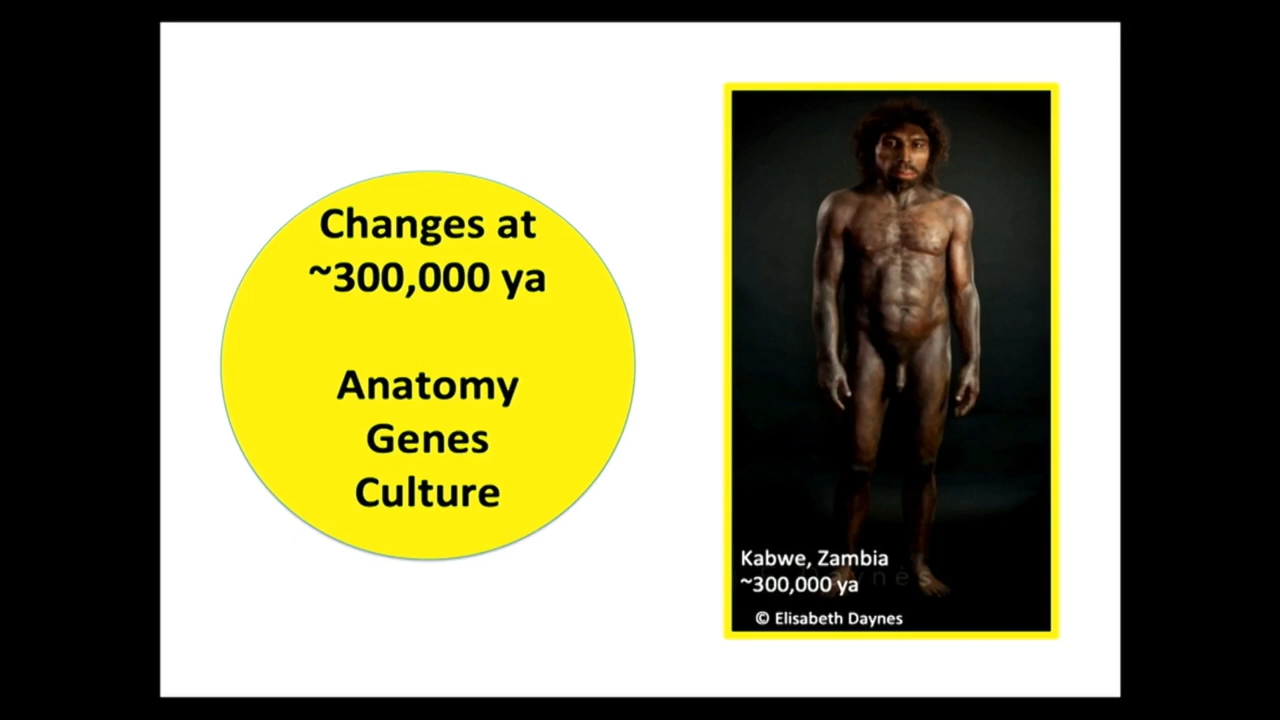 Changes at
~300,000 ya
Anatomy
Genes
Culture
Kabwe, Zambia
~300,000 ya
© Elisabeth Daynes